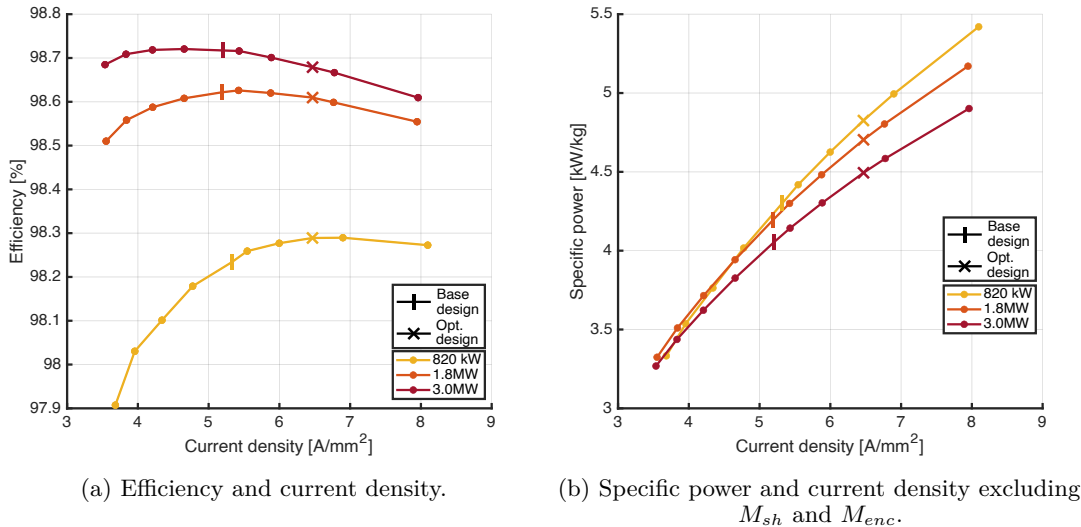 98.8
98.7
98.6
98.5
98.4
98.3
98.2
98.1
98
97.9
Efficiency [%]
3 4 5 6 7 8 9
Current density [A/mm²]
Base
design
Opt.
design
820 kW
1.8MW
3.0MW
(a) Efficiency and current density.
5.5
5
4.5
4
3.5
3
Specific power [kW/kg]
3 4 5 6 7 8 9
Current density [A/mm²]
Base
design
Opt.
design
820 kW
1.8MW
3.0MW
(b) Specific power and current density excluding
M_sh and M_enc.